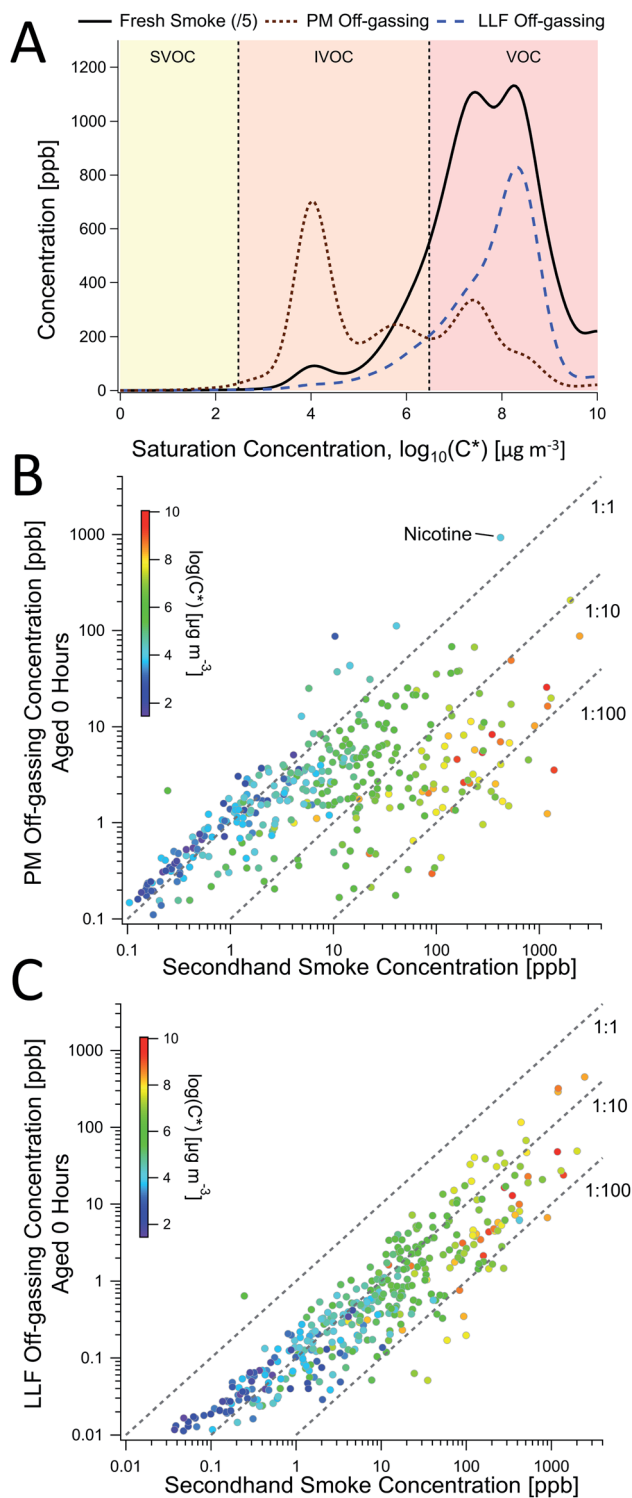 Fresh Smoke (/5) PM Off-gassing LLF Off-gassing
A
SVOC IVOC VOC
Concentration [ppb]
1200
1000
800
600
400
200
0
0 2 4 6 8 10
Saturation Concentration, log10(C*) [µg m-3]
B
PM Off-gassing Concentration [ppb]
Aged 0 Hours
1000
100
10
1
0.1
10
8
6
4
2
log(C*) [µg m-3]
Nicotine
1:1
1:10
1:100
0.1 1 10 100 1000
Secondhand Smoke Concentration [ppb]
C
LLF Off-gassing Concentration [ppb]
Aged 0 Hours
1000
100
10
1
0.1
0.01
10
8
6
4
2
log(C*) [µg m-3]
1:1
1:10
1:100
0.01 0.1 1 10 100 1000
Secondhand Smoke Concentration [ppb]